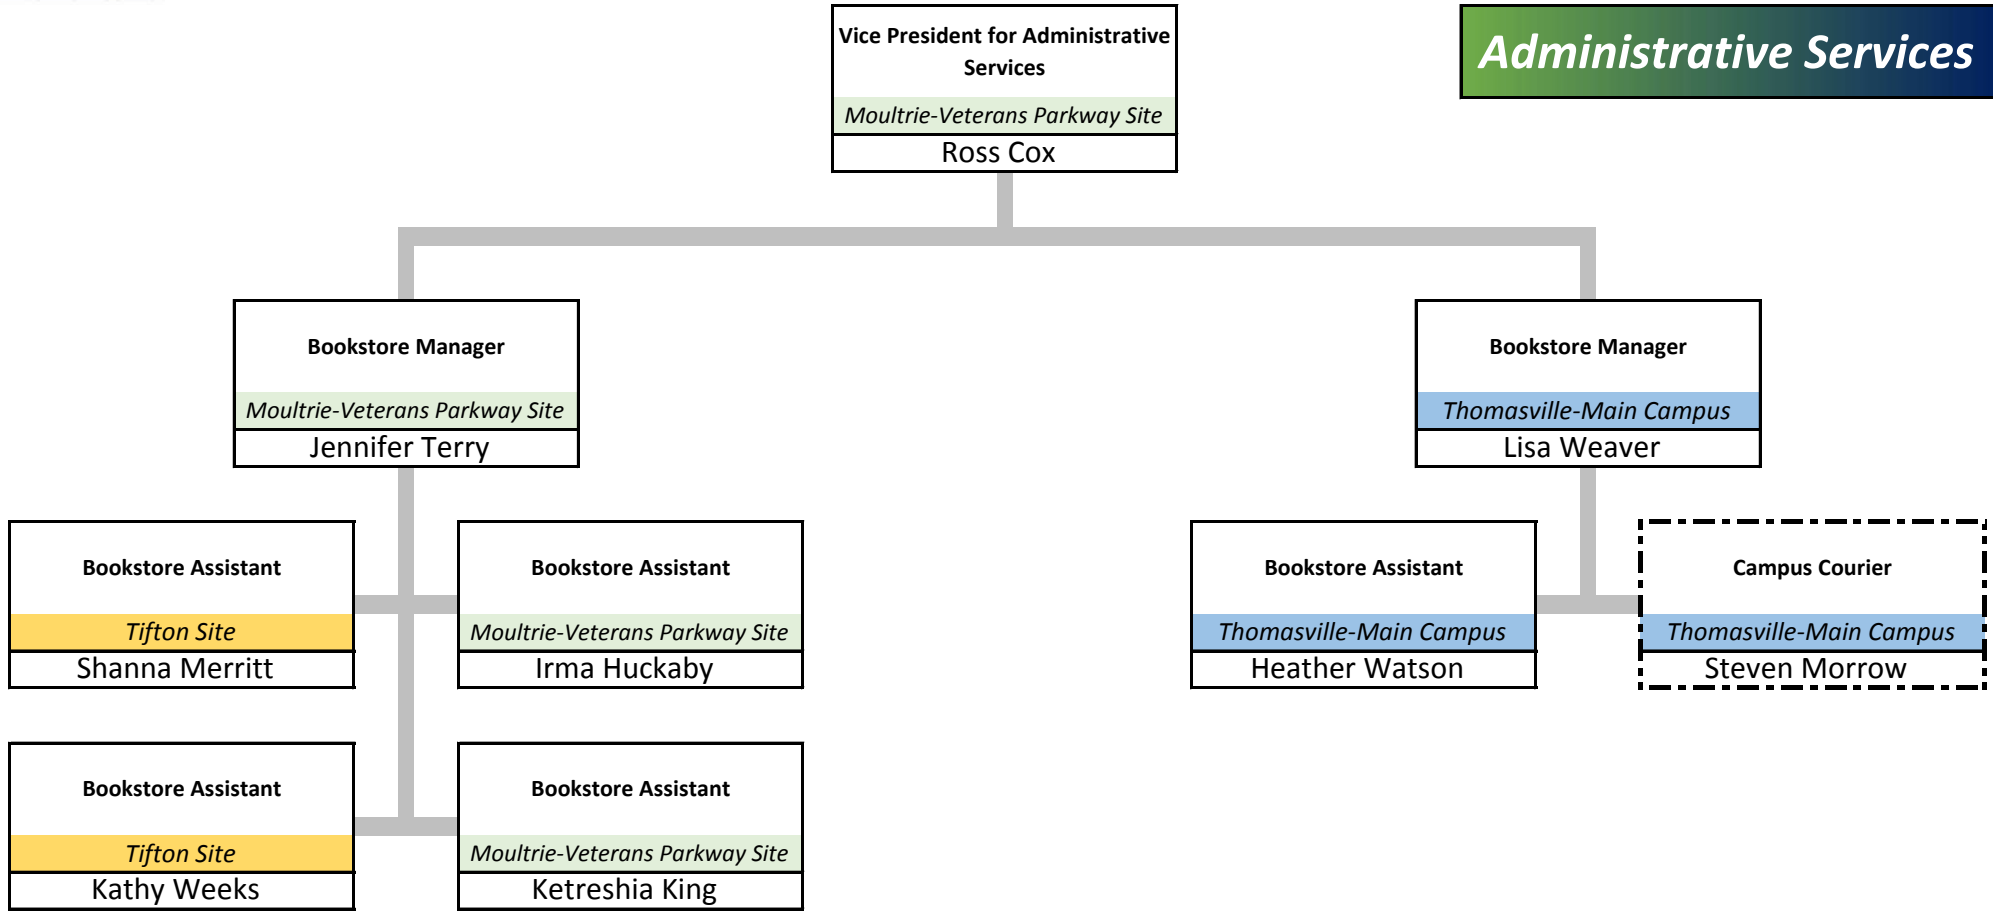 Vice President for Administrative
Services
Moultrie-Veterans Parkway Site
Ross Cox
Administrative Services
Bookstore Manager
Moultrie-Veterans Parkway Site
Jennifer Terry
Bookstore Manager
Thomasville-Main Campus
Lisa Weaver
Bookstore Assistant
Tifton Site
Shanna Merritt
Bookstore Assistant
Moultrie-Veterans Parkway Site
Irma Huckaby
Bookstore Assistant
Thomasville-Main Campus
Heather Watson
Campus Courier
Thomasville-Main Campus
Steven Morrow
Bookstore Assistant
Tifton Site
Kathy Weeks
Bookstore Assistant
Moultrie-Veterans Parkway Site
Ketreshia King